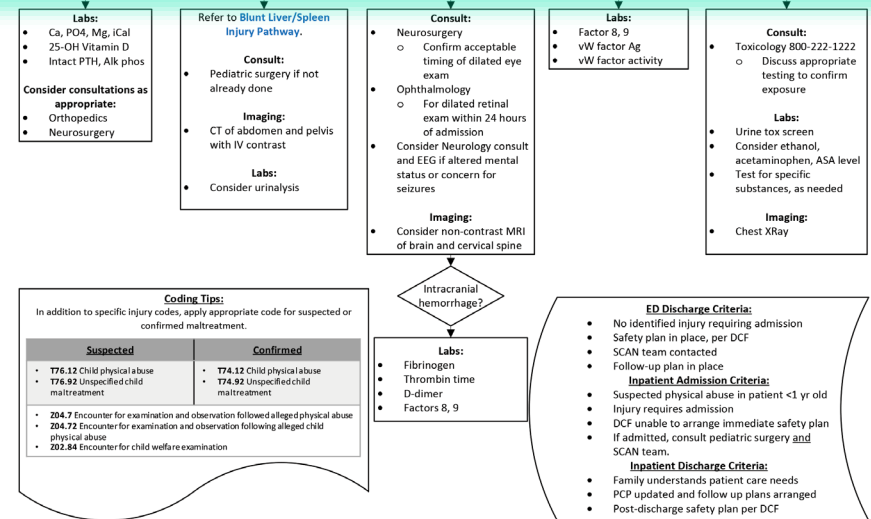 Labs:
Ca, PO4, Mg, iCal
25-OH Vitamin D
Intact PTH, Alk phos
Consider consultations as
appropriate:
Orthopedics
Neurosurgery
Refer to Blunt Liver/Spleen
Injury Pathway.
Consult:
Pediatric surgery if not
already done
Imaging:
CT of abdomen and pelvis
with IV contrast
Labs:
Consider urinalysis
Consult:
Neurosurgery
Confirm acceptable
timing of dilated eye
exam
Ophthalmology
For dilated retinal
exam within 24 hours
of admission
Consider Neurology consult
and EEG if altered mental
status or concern for
seizures
Imaging:
Consider non-contrast MRI
of brain and cervical spine
Labs:
Factor 8, 9
vW factor Ag
vW factor activity
Consult:
Toxicology 800-222-1222
Discuss appropriate
testing to confirm
exposure
Labs:
Urine tox screen
Consider ethanol,
acetaminophen, ASA level
Test for specific
substances, as needed
Imaging:
Chest XRay
Intracranial
hemorrhage?
Labs:
Fibrinogen
Thrombin time
D-dimer
Factors 8, 9
Coding Tips:
In addition to specific injury codes, apply appropriate code for suspected or
confirmed maltreatment.
Suspected
Confirmed
T76.12 Child physical abuse
T76.92 Unspecified child
maltreatment
T74.12 Child physical abuse
T74.92 Unspecified child
maltreatment
Z04.7 Encounter for examination and observation followed alleged physical abuse
Z04.72 Encounter for examination and observation following alleged child
physical abuse
Z02.84 Encounter for child welfare examination
ED Discharge Criteria:
No identified injury requiring admission
Safety plan in place, per DCF
SCAN team contacted
Follow-up plan in place
Inpatient Admission Criteria:
Suspected physical abuse in patient <1 yr old
Injury requires admission
DCF unable to arrange immediate safety plan
If admitted, consult pediatric surgery and
SCAN team.
Inpatient Discharge Criteria:
Family understands patient care needs
PCP updated and follow up plans arranged
Post-discharge safety plan per DCF